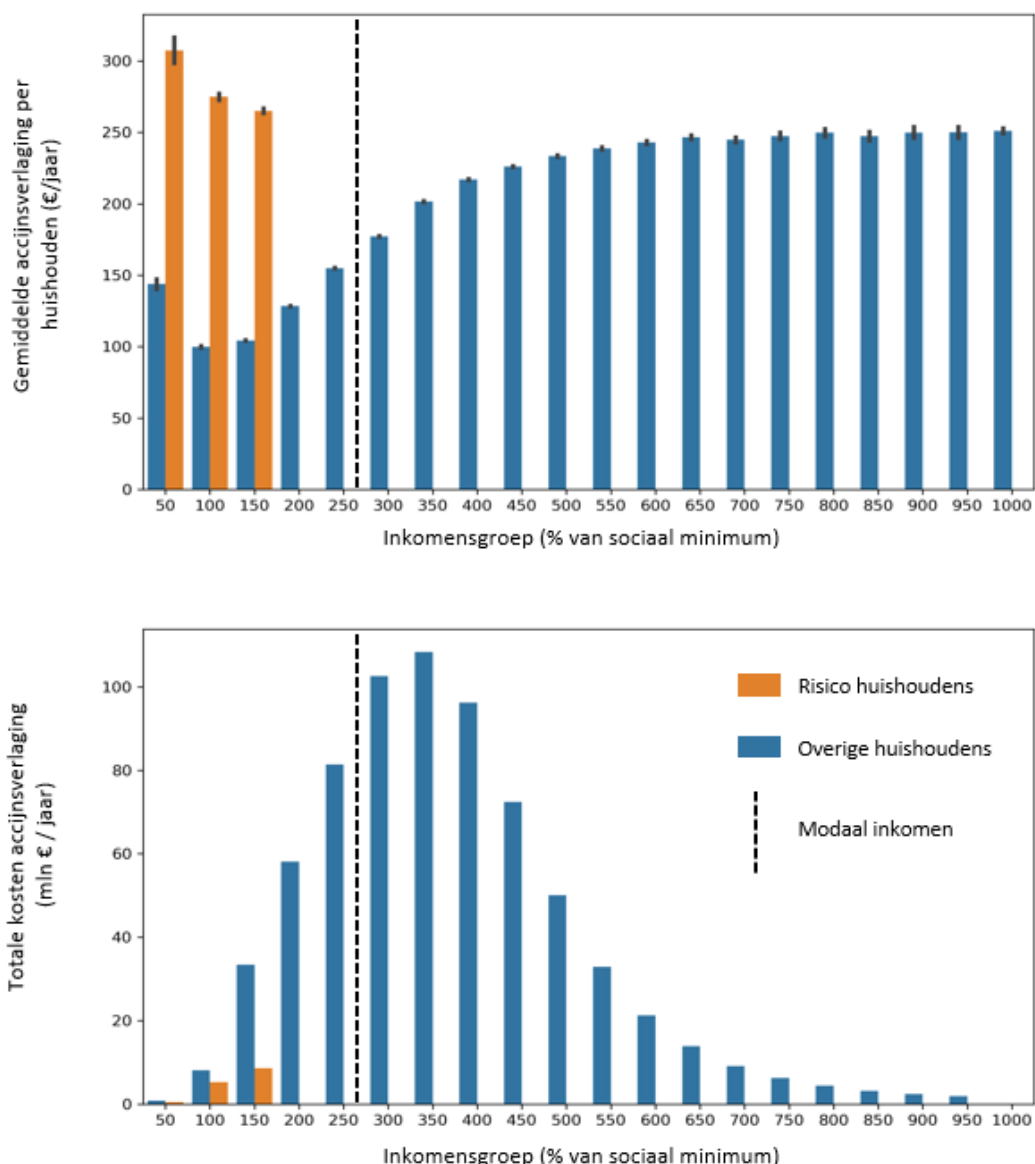 Gemiddelde accijnsverlaging per
huishouden (€/jaar)
300
250
200
150
100
50
0
50 100 150 200 250 300 350 400 450 500 550 600 650 700 750 800 850 900 950 1000
Inkomensgroep (% van sociaal minimum)
Totale kosten accijnsverlaging
(mln € / jaar)
100
80
60
40
20
0
Risico huishoudens
Overige huishoudens
Modaal inkomen
50 100 150 200 250 300 350 400 450 500 550 600 650 700 750 800 850 900 950 1000
Inkomensgroep (% van sociaal minimum)